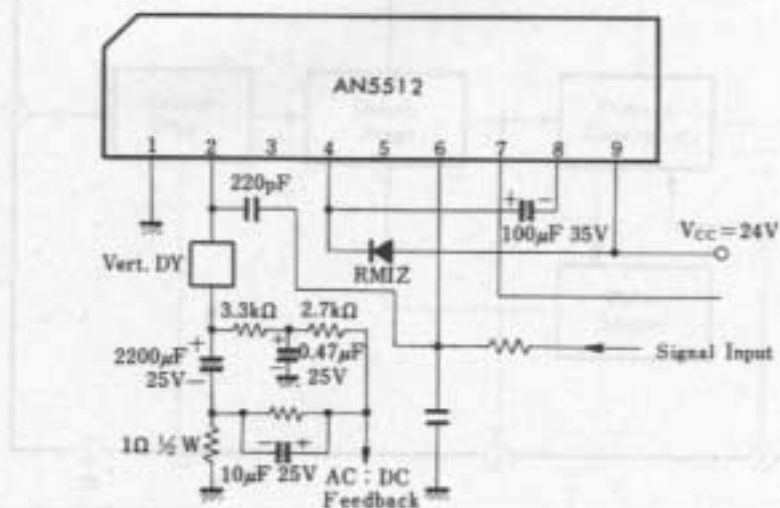 AN5512
1 2 3 4 5 6 7 8 9
220pF
+ -
100μF 35V
VCC=24V
Vert. DY
RMIZ
3.3kΩ 2.7kΩ
+
2200μF
25V-
+
-
0.47μF
25V
Signal Input
1Ω ½W
- +
10μF 25V
AC : DC
Feedback